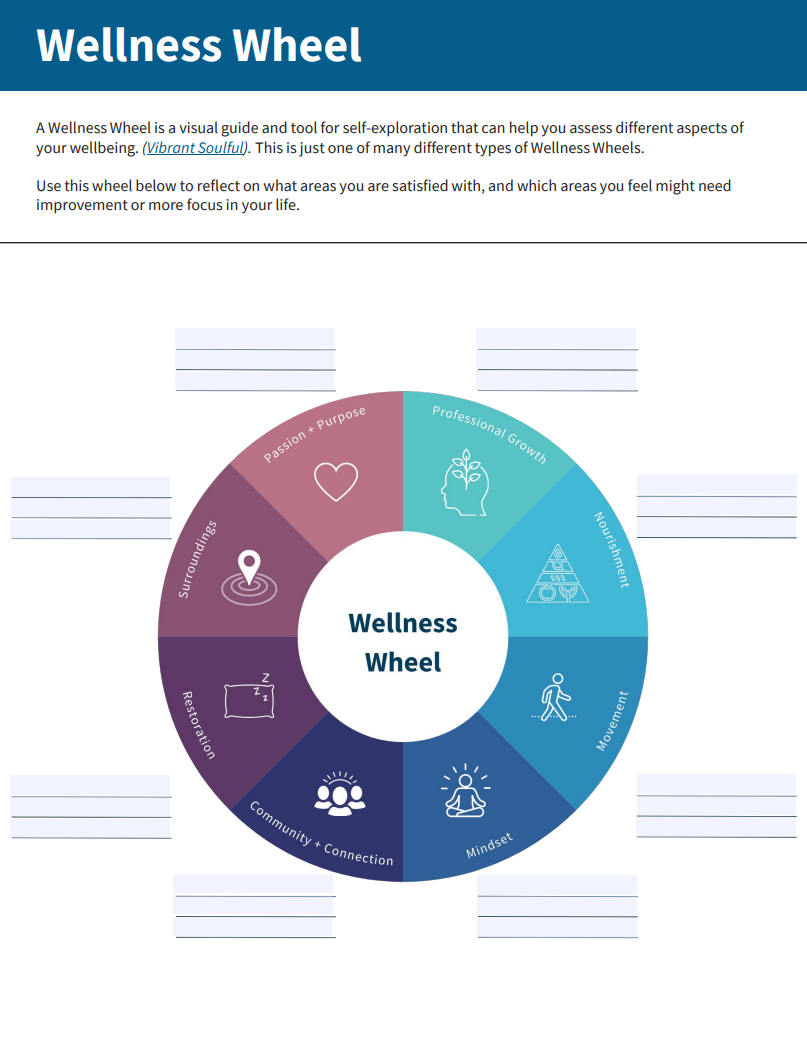 Wellness Wheel
A Wellness Wheel is a visual guide and tool for self-exploration that can help you assess different aspects of
your wellbeing. (Vibrant Soulful). This is just one of many different types of Wellness Wheels.
Use this wheel below to reflect on what areas you are satisfied with, and which areas you feel might need
improvement or more focus in your life.
Passion + Purpose
Professional Growth
Surroundings
Nourishment
Wellness
Wheel
Restoration
z
z
z
Movement
Community + Connection
Mindset